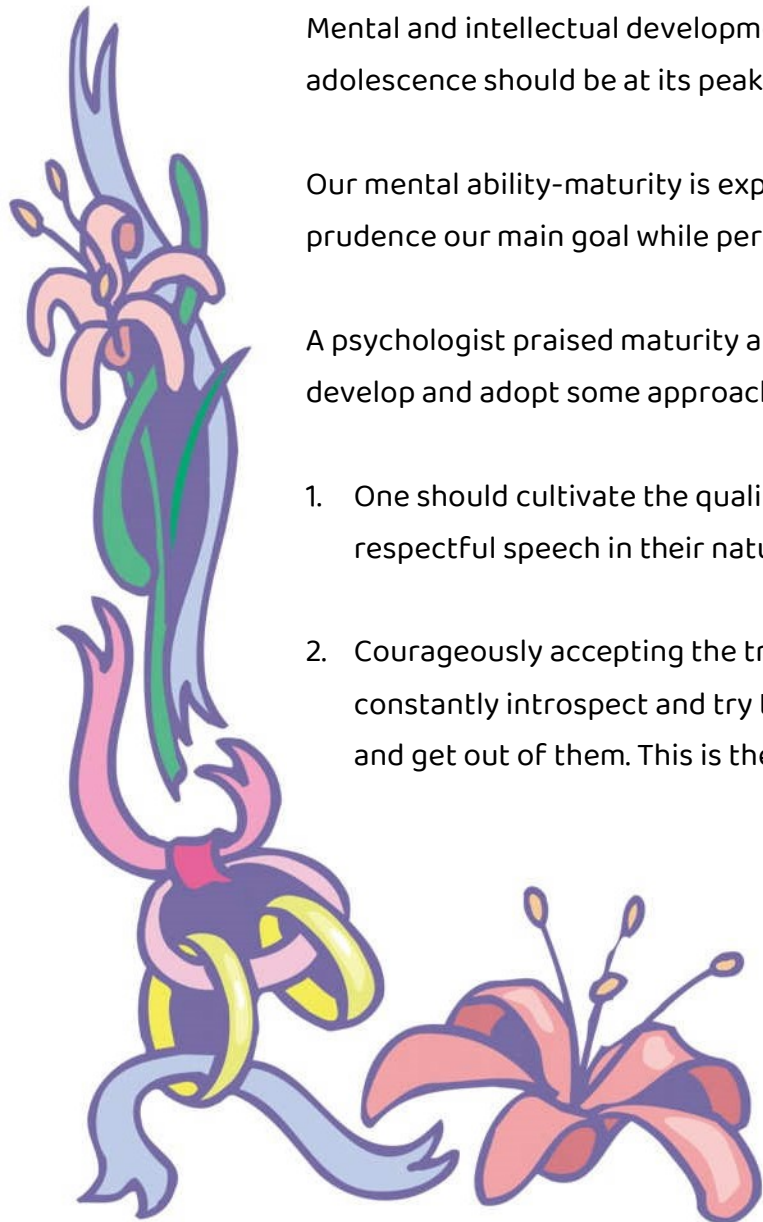 Mental and intellectual developm
adolescence should be at its peak
Our mental ability-maturity is exp
prudence our main goal while per
A psychologist praised maturity a
develop and adopt some approach
1. One should cultivate the quali
respectful speech in their natu
2. Courageously accepting the tr
constantly introspect and try t
and get out of them. This is the